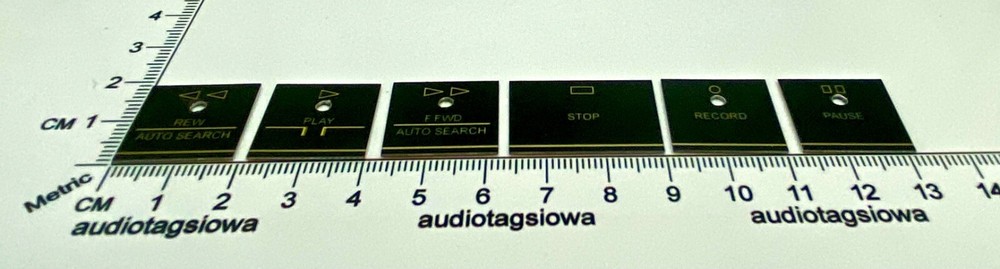 4
3
2
CM 1
REW
AUTO SEARCH
PLAY
F FWD
AUTO SEARCH
STOP
RECORD
PAUSE
Metric
CM 1 2 3 4 5 6 7 8 9 10 11 12 13 14
audiotagsiowa audiotagsiowa audiotagsiowa